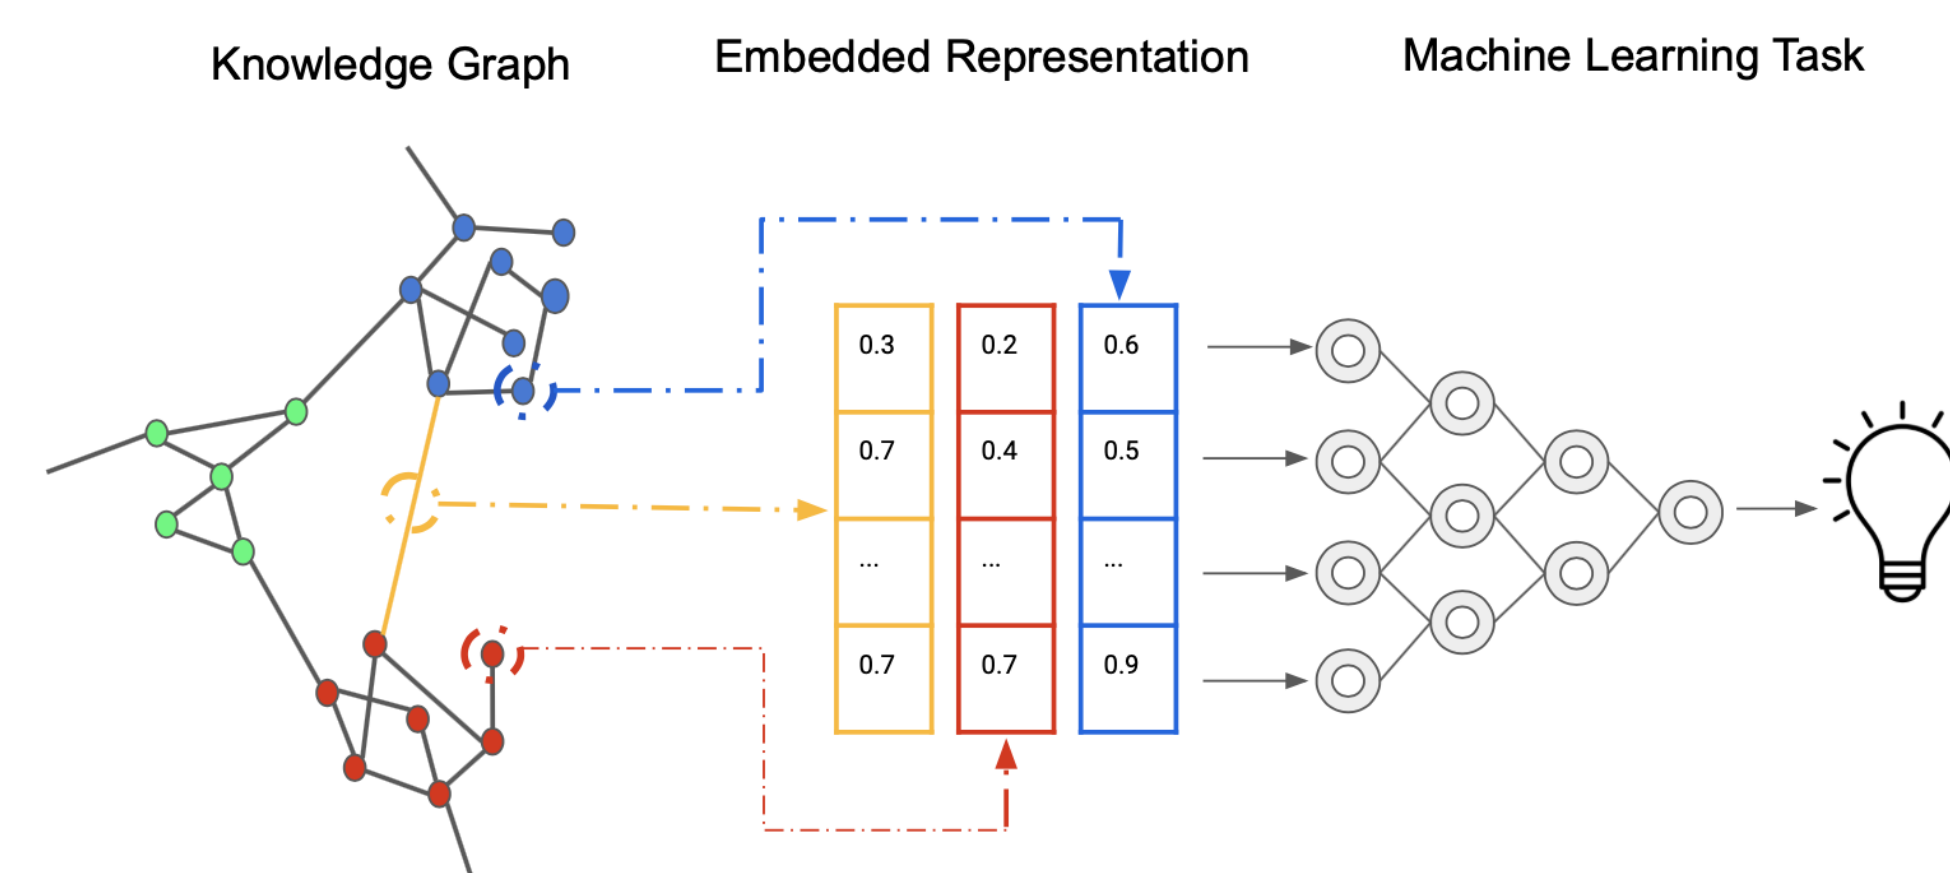 Knowledge Graph
Embedded Representation
Machine Learning Task
0.3 0.2 0.6
0.7 0.4 0.5
... ... ...
0.7 0.7 0.9